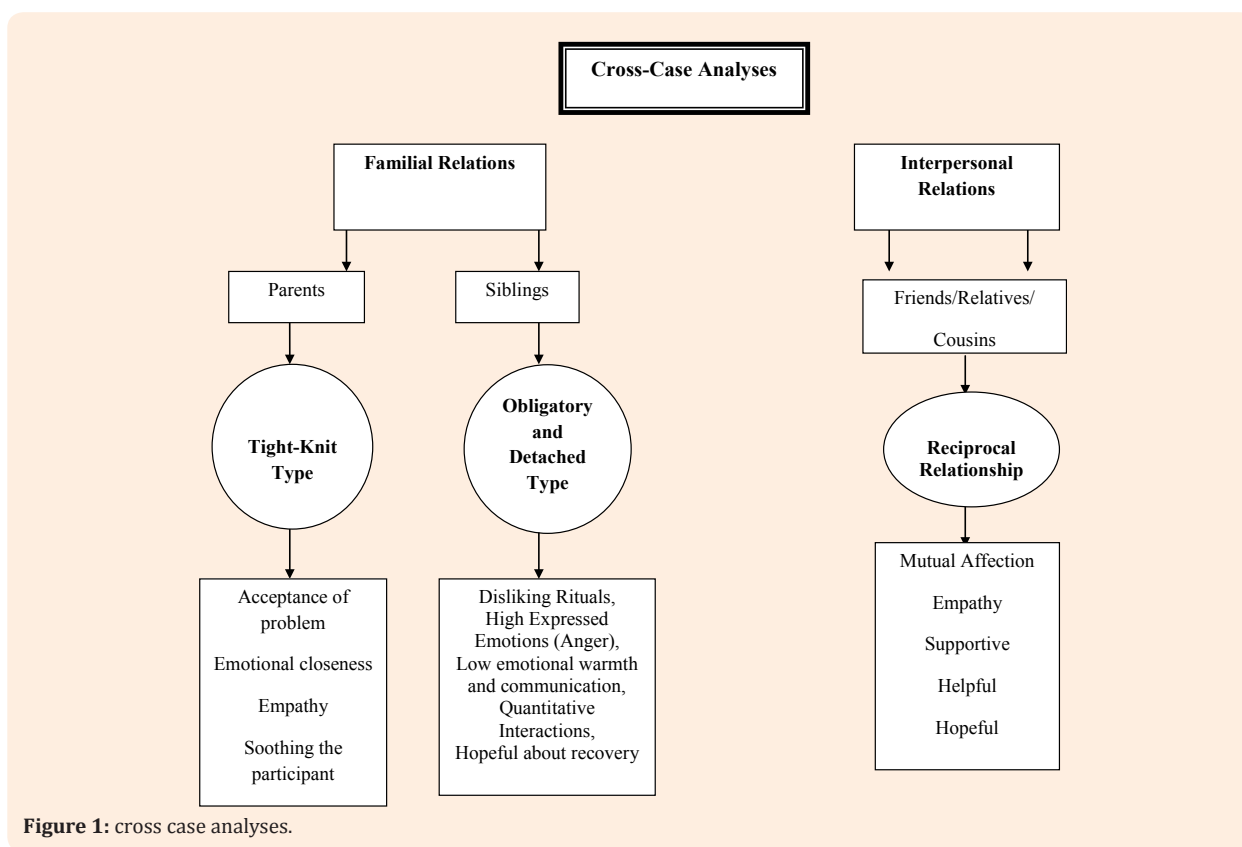 Cross-Case Analyses
Familial Relations
Interpersonal
Relations
Parents
Siblings
Friends/Relatives/
Cousins
Tight-Knit
Type
Obligatory
and
Detached
Type
Reciprocal
Relationship
Acceptance of
problem
Emotional closeness
Empathy
Soothing the
participant
Disliking Rituals,
High Expressed
Emotions (Anger),
Low emotional warmth
and communication,
Quantitative
Interactions,
Hopeful about recovery
Mutual Affection
Empathy
Supportive
Helpful
Hopeful
Figure 1: cross case analyses.